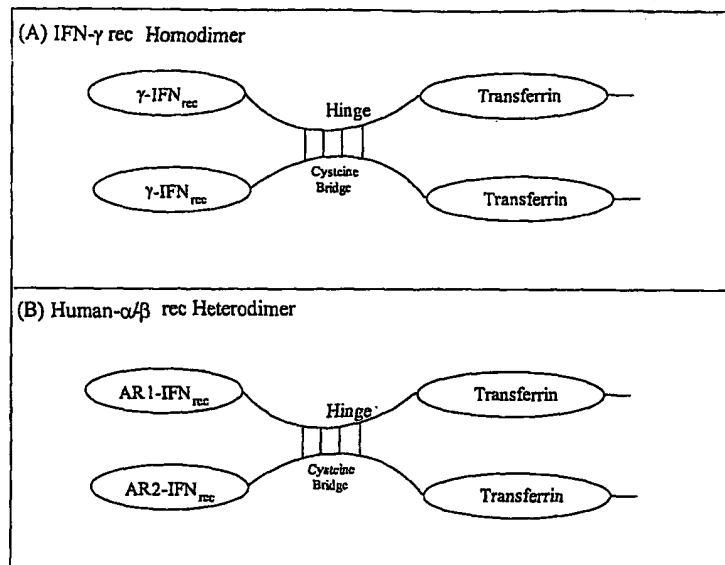 (A) IFN-γ rec Homodimer
γ-IFNrec
Hinge
Transferrin
γ-IFNrec
Cysteine
Bridge
Transferrin
(B) Human-α/β rec Heterodimer
AR1-IFNrec
Hinge
Transferrin
AR2-IFNrec
Cysteine
Bridge
Transferrin